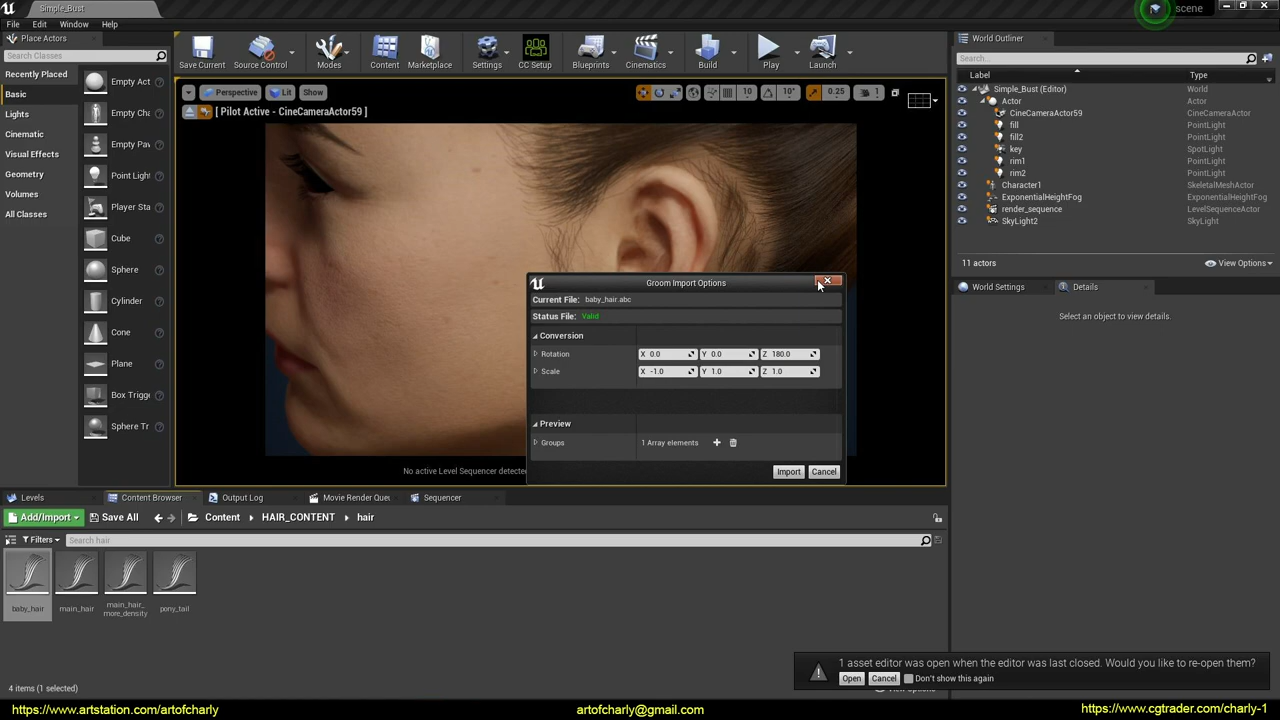 Simple_Bust
scene
File Edit Window Help
Place Actors
Search Classes
Recently Placed
Basic
Lights
Cinematic
Visual Effects
Geometry
Volumes
All Classes
Empty Act
Empty Cha
Empty Paw
Point Light
Player Sta
Cube
Sphere
Cylinder
Cone
Plane
Box Trigg
Sphere Tr
Save Current
Source Control
Modes
Content
Marketplace
Settings
CC Setup
Blueprints
Cinematics
Build
Play
Launch
Perspective
Lit
Show
10
10°
0.25
1
[ Pilot Active - CineCameraActor59 ]
No active Level Sequencer detecte
Groom Import Options
Current File: baby_hair.abc
Status File: Valid
Conversion
Rotation X 0.0 Y 0.0 Z 180.0
Scale X -1.0 Y 1.0 Z 1.0
Preview
Groups 1 Array elements
Import Cancel
World Outliner
Search...
Label Type
Simple_Bust (Editor) World
Actor Actor
CineCameraActor59 CineCameraActor
fill PointLight
fill2 PointLight
key SpotLight
rim1 PointLight
rim2 PointLight
Character1 SkeletalMeshActor
ExponentialHeightFog ExponentialHeightFog
render_sequence LevelSequenceActor
SkyLight2 SkyLight
11 actors
View Options
World Settings
Details
Select an object to view details.
Levels
Content Browser
Output Log
Movie Render Que
Sequencer
Add/Import
Save All
Content
HAIR_CONTENT
hair
Filters
Search hair
baby_hair
main_hair
main_hair_
more_density
pony_tail
4 items (1 selected)
1 asset editor was open when the editor was last closed. Would you like to re-open them?
Open Cancel Don't show this again
https://www.artstation.com/artofcharly
artofcharly@gmail.com
https://www.cgtrader.com/charly-1